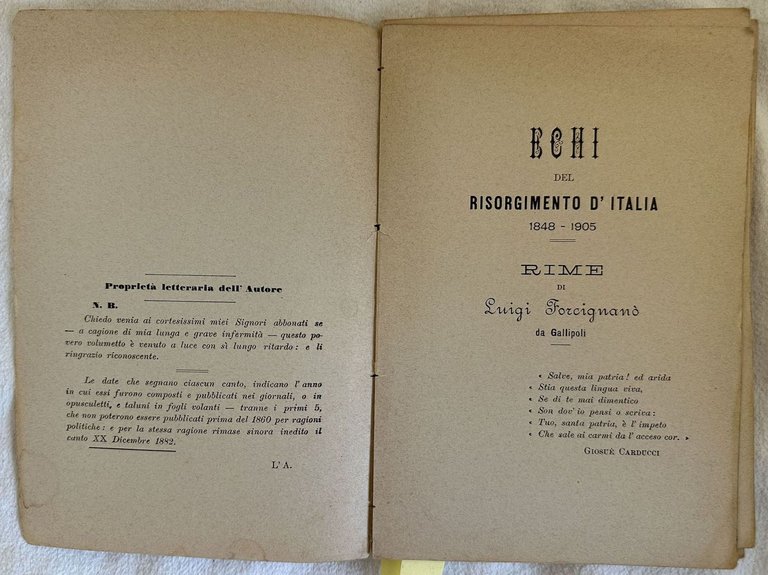 Proprietà letteraria dell' Autore
N. B.
Chiedo venia ai cortesissimi miei Signori abbonati se
— a cagione di mia lunga e grave infermità — questo po-
vero volumetto è venuto a luce con sì lungo ritardo: e li
ringrazio riconoscente.
Le date che segnano ciascun canto, indicano l'anno
in cui essi furono composti e pubblicati nei giornali, o in
opuscoletti, e taluni in fogli volanti — tranne i primi 5,
che non poterono essere pubblicati prima del 1860 per ragioni
politiche: e per la stessa ragione rimase sinora inedito il
canto XX Dicembre 1882.
L' A.
ECHI
DEL
RISORGIMENTO D' ITALIA
1848 - 1905
RIME
DI
Luigi Forcignanò
da Gallipoli
« Salve, mia patria! ed arida
« Stia questa lingua viva,
« Se di te mai dimentico
« Son dov'io pensi o scriva:
« Tuo, santa patria, è l'impeto
« Che sale ai carmi da l'acceso cor. »
GIOSUÈ CARDUCCI